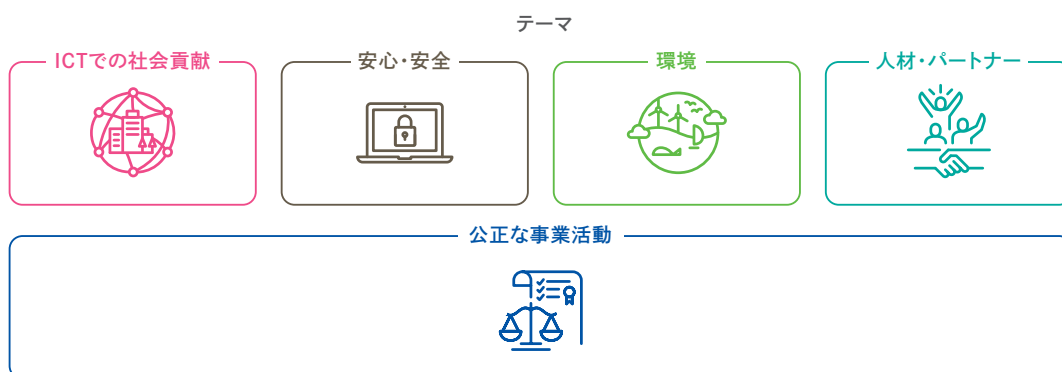 テーマ
ICTでの社会貢献
安心・安全
環境
人材・パートナー
公正な事業活動